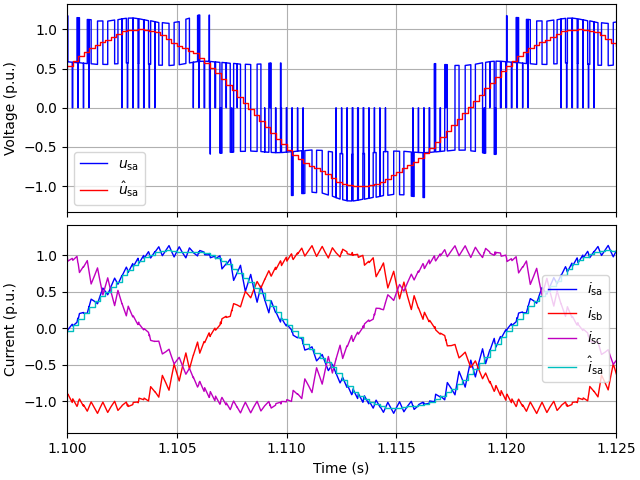 1.0
0.5
0.0
−0.5
−1.0
Voltage (p.u.)
u_sa
û_sa
1.0
0.5
0.0
−0.5
−1.0
Current (p.u.)
i_sa
i_sb
i_sc
î_sa
1.100 1.105 1.110 1.115 1.120 1.125
Time (s)